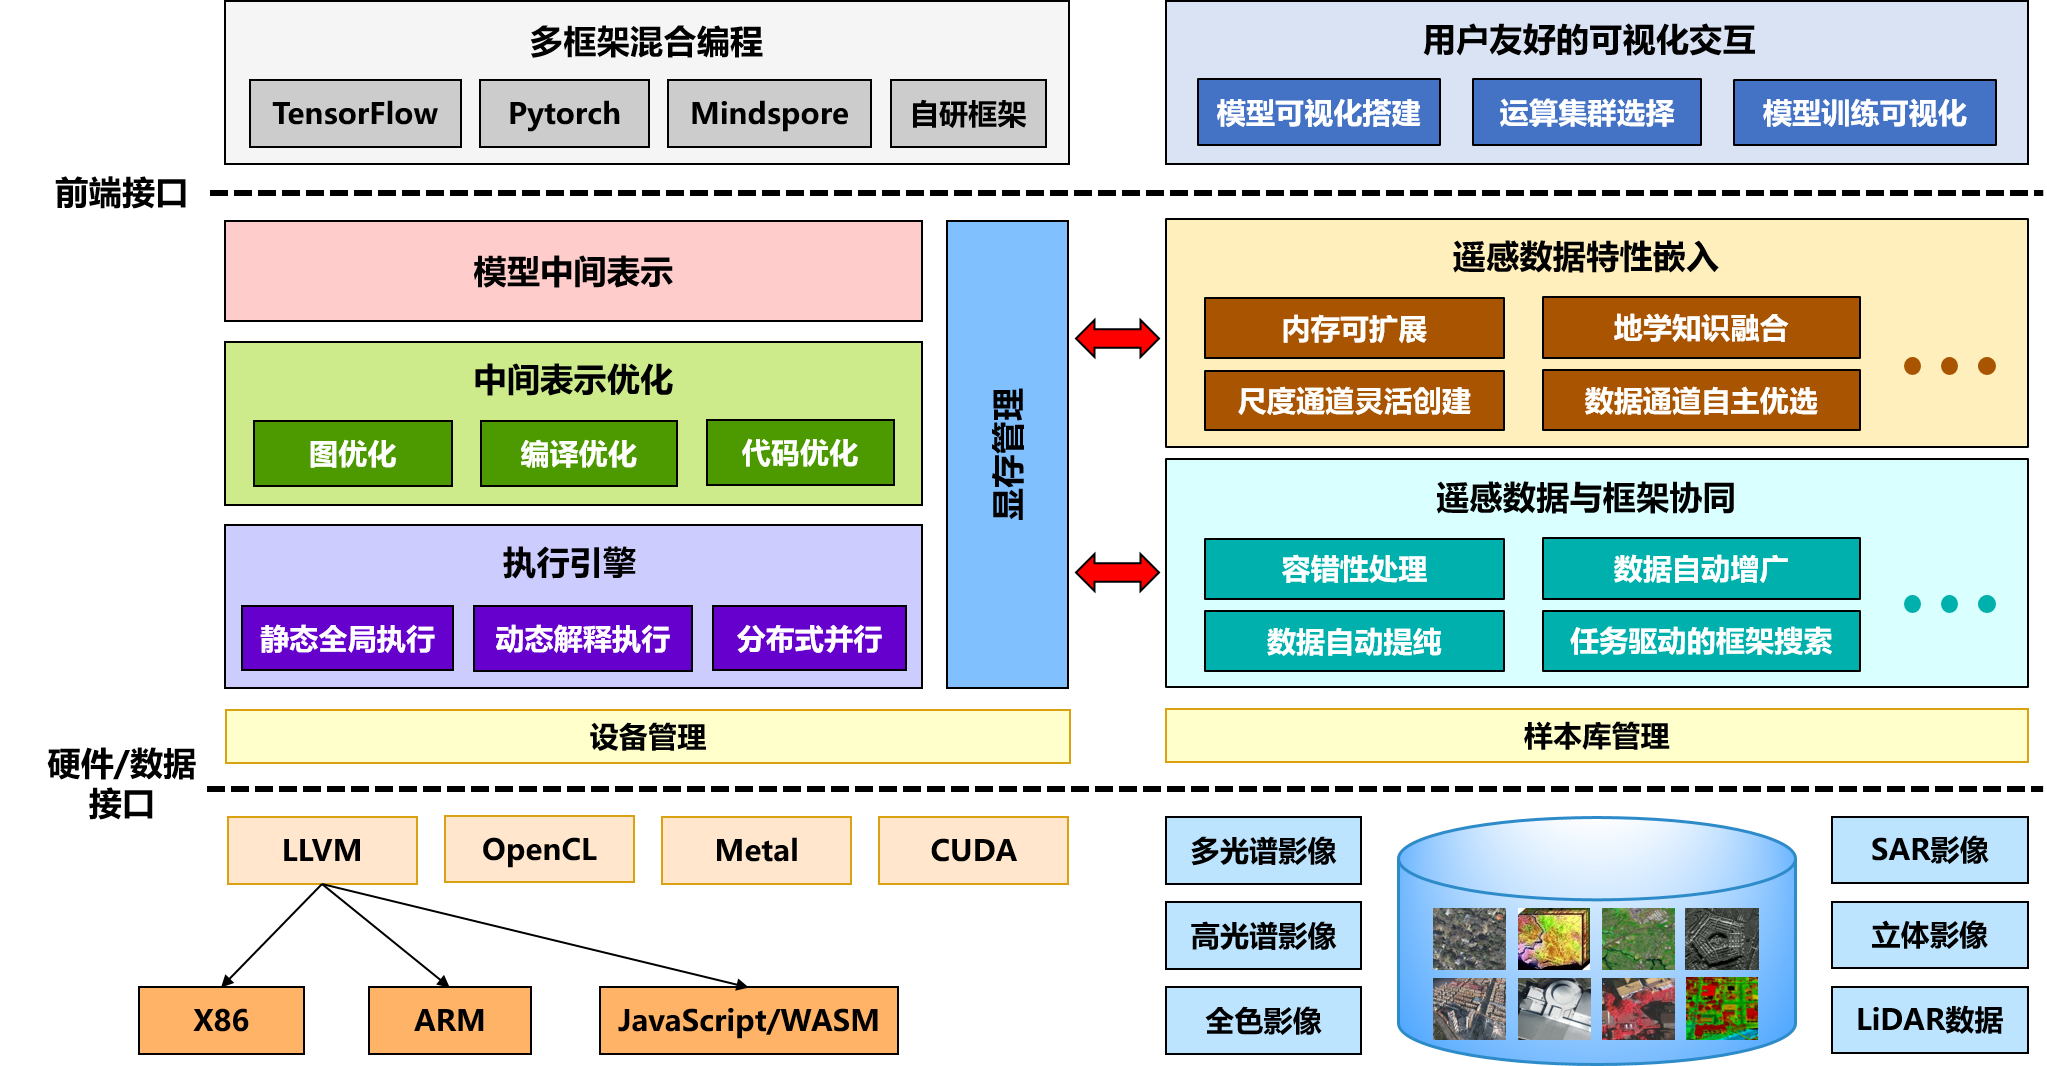 多框架混合编程
TensorFlow
Pytorch
Mindspore
自研框架
用户友好的可视化交互
模型可视化搭建
运算集群选择
模型训练可视化
前端接口
模型中间表示
中间表示优化
图优化
编译优化
代码优化
执行引擎
静态全局执行
动态解释执行
分布式并行
显存管理
遥感数据特性嵌入
内存可扩展
地学知识融合
尺度通道灵活创建
数据通道自主优选
遥感数据与框架协同
容错性处理
数据自动增广
数据自动提纯
任务驱动的框架搜索
设备管理
样本库管理
硬件/数据
接口
LLVM
OpenCL
Metal
CUDA
X86
ARM
JavaScript/WASM
多光谱影像
高光谱影像
全色影像
SAR影像
立体影像
LiDAR数据